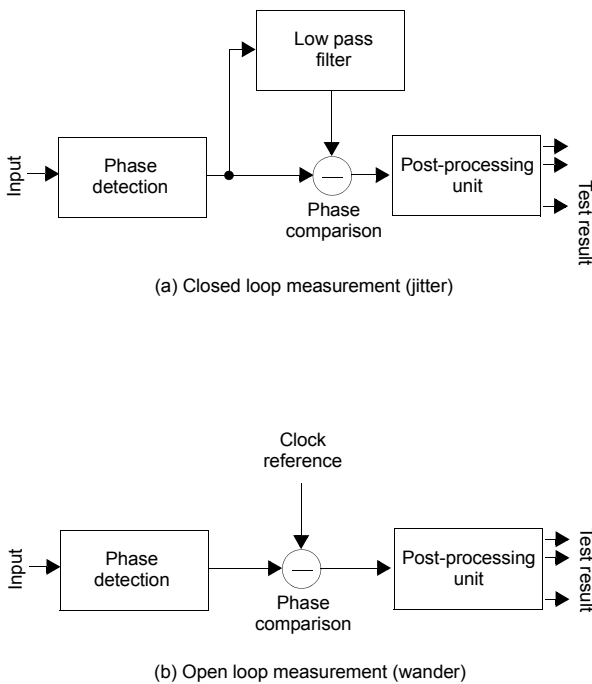 Low pass
filter
Input
Phase
detection
—
Phase
comparison
Post-processing
unit
Test result
(a) Closed loop measurement (jitter)
Clock
reference
Input
Phase
detection
—
Phase
comparison
Post-processing
unit
Test result
(b) Open loop measurement (wander)